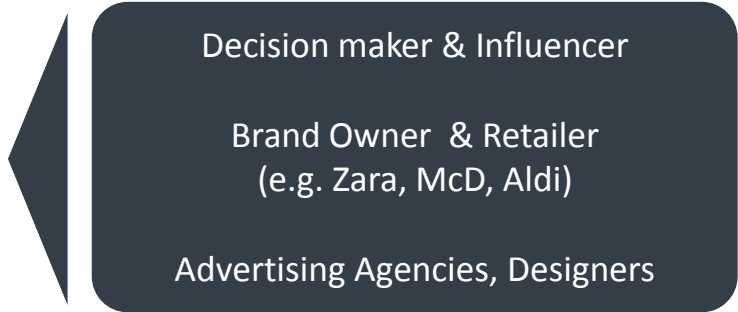 Decision maker & Influencer
Brand Owner & Retailer
(e.g. Zara, McD, Aldi)
Advertising Agencies, Designers